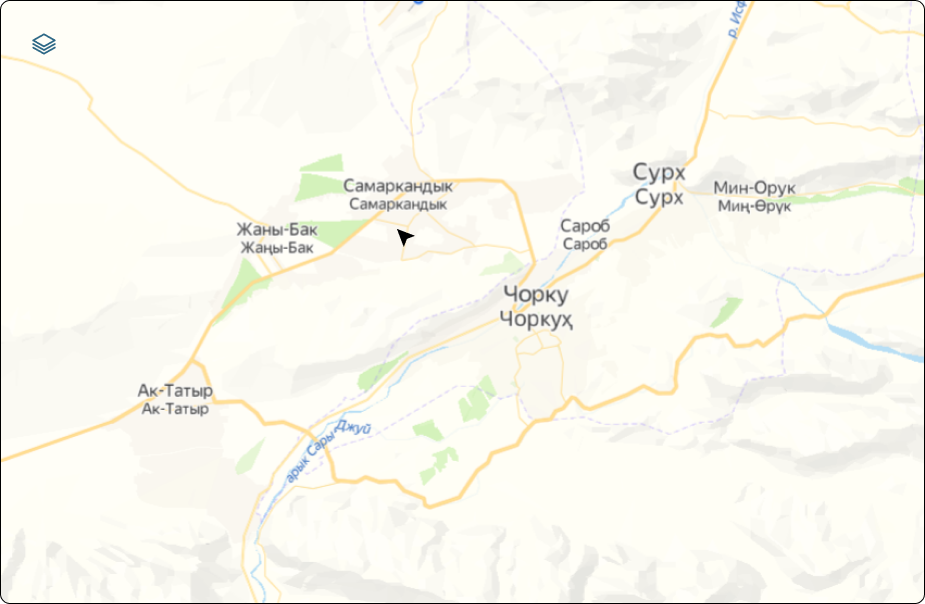 р. Исф
Сурх
Сурх
Самаркандык
Самаркандык
Мин-Орук
Миң-Өрүк
Жаны-Бак
Жаңы-Бак
Сароб
Сароб
Чорку
Чоркуҳ
Ак-Татыр
Ак-Татыр
арык Сары-Джуй